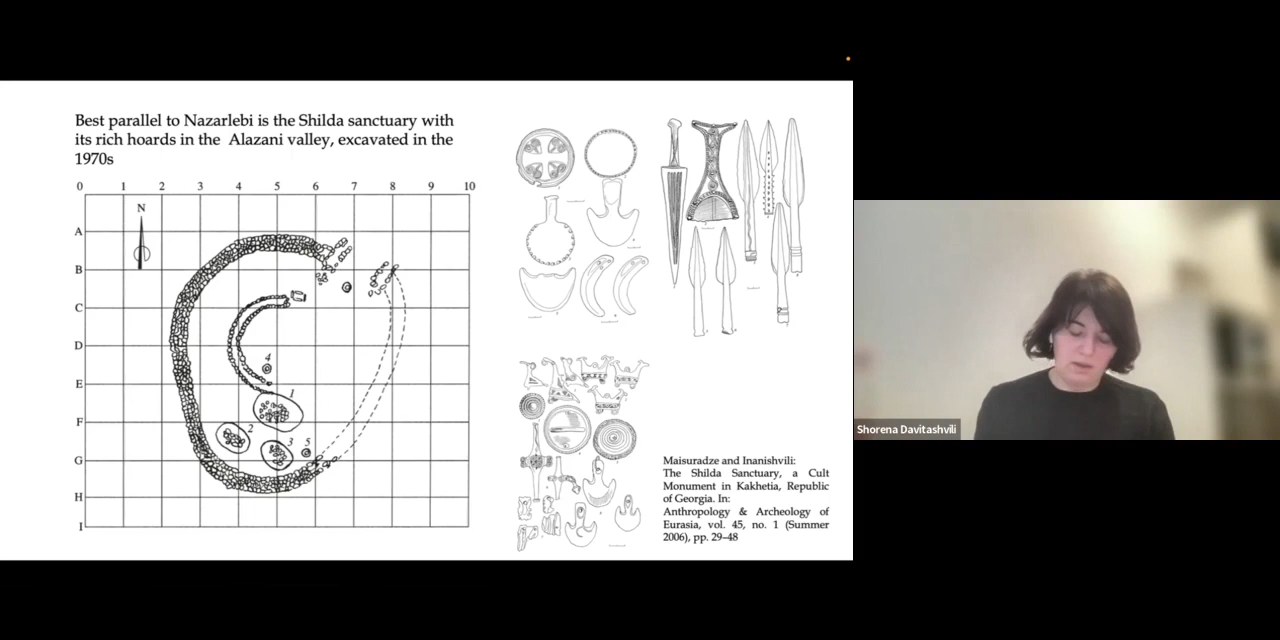 Best parallel to Nazarlebi is the Shilda sanctuary with
its rich hoards in the Alazani valley, excavated in the
1970s
0 1 2 3 4 5 6 7 8 9 10
N
A
B
C
D
E
F
G
H
I
4
1
2
3
5
Maisuradze and Inanishvili:
The Shilda Sanctuary, a Cult
Monument in Kakhetia, Republic
of Georgia. In:
Anthropology & Archeology of
Eurasia, vol. 45, no. 1 (Summer
2006), pp. 29–48
Shorena Davitashvili